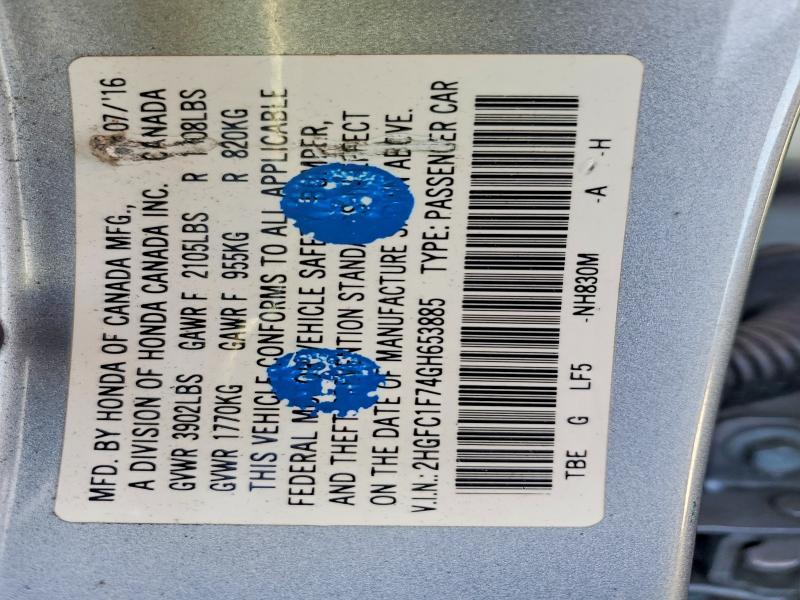 MFD. BY HONDA OF CANADA MFG., 07/'16
A DIVISION OF HONDA CANADA INC. CANADA
GVWR 3902LBS GAWR F 2105LBS R
GVWR 1770KG GAWR F 955KG R 820KG
THIS VEHICLE CONFORMS TO ALL APPLICABLE
FEDERAL VEHICLE
AND THEFT
ON THE DATE OF MANUFACTURE ABOVE.
V.I.N.: 2HGFC1F74GH653885 TYPE: PASSENGER CAR
TBE G LF5 -NH830M -A -H